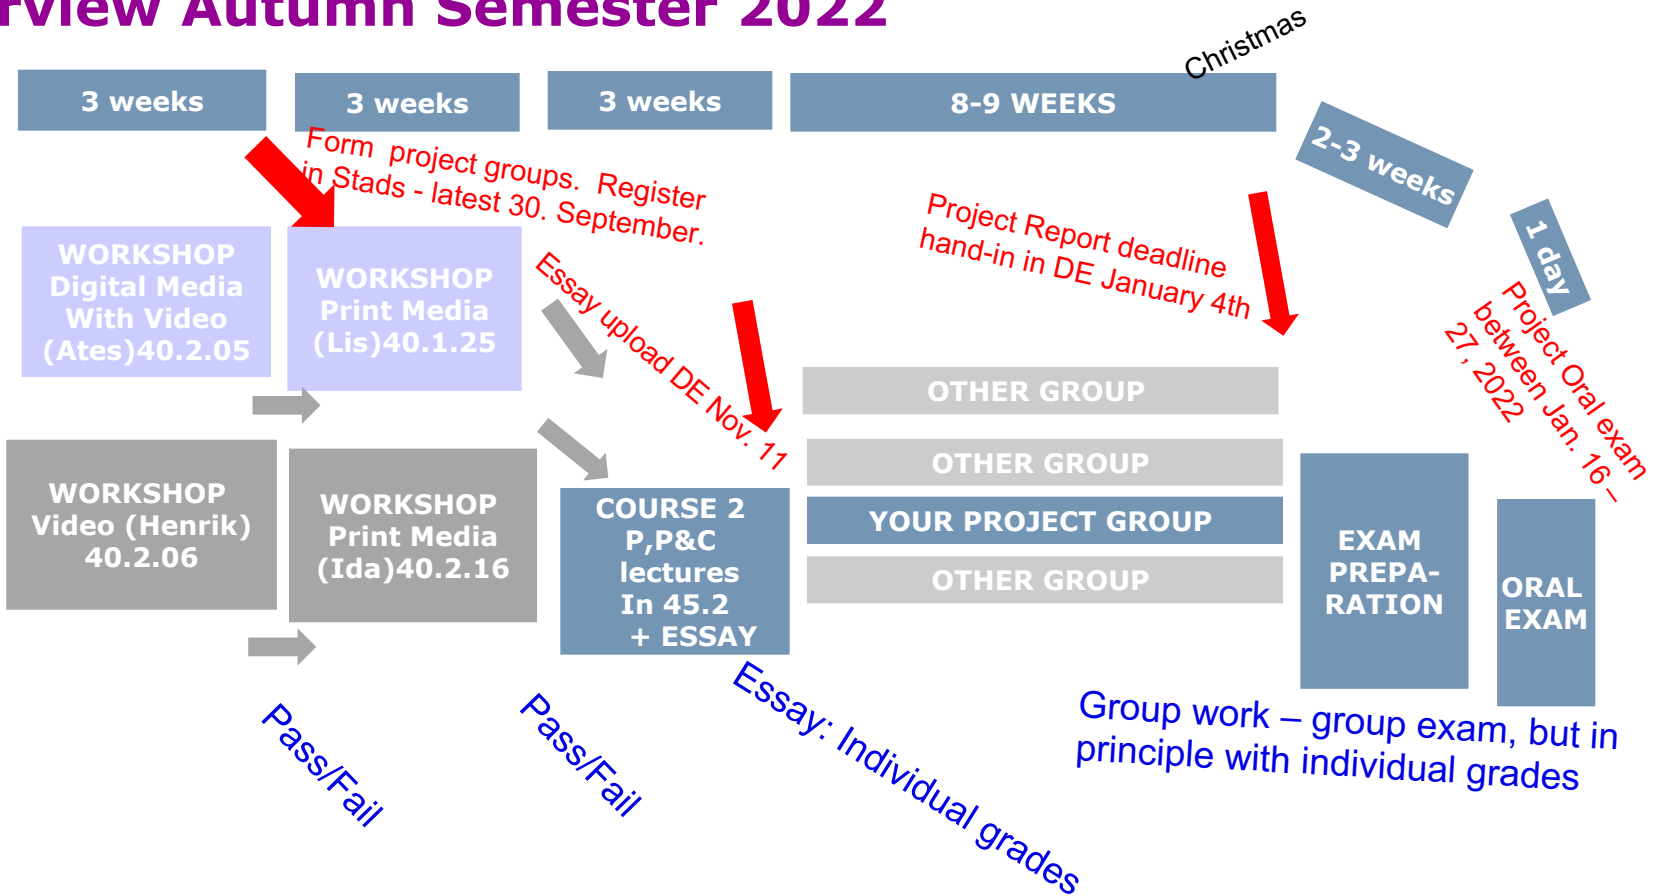 Autumn Semester 2022
Christmas
3 weeks
3 weeks
3 weeks
8-9 WEEKS
2-3 weeks
1 day
Form project groups. Register
in Stads - latest 30. September.
Essay upload DE Nov. 11
Project Report deadline
hand-in in DE January 4th
Project Oral exam
between Jan. 16 –
27, 2022
WORKSHOP
Digital Media
With Video
(Ates)40.2.05
WORKSHOP
Print Media
(Lis)40.1.25
WORKSHOP
Video (Henrik)
40.2.06
WORKSHOP
Print Media
(Ida)40.2.16
COURSE 2
P,P&C
lectures
In 45.2
+ ESSAY
OTHER GROUP
OTHER GROUP
YOUR PROJECT GROUP
OTHER GROUP
EXAM
PREPA-
RATION
ORAL
EXAM
Pass/Fail
Pass/Fail
Essay: Individual grades
Group work – group exam, but in
principle with individual grades